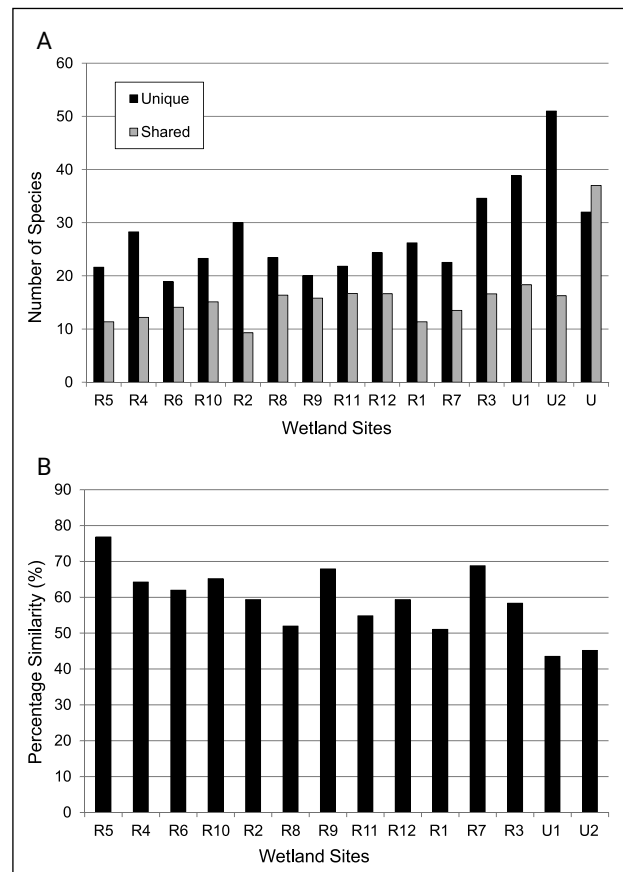 A
60
50
40
30
20
10
0
Number of Species
Unique
Shared
R5 R4 R6 R10 R2 R8 R9 R11 R12 R1 R7 R3 U1 U2 U
Wetland Sites
B
90
80
70
60
50
40
30
20
10
0
Percentage Similarity (%)
R5 R4 R6 R10 R2 R8 R9 R11 R12 R1 R7 R3 U1 U2
Wetland Sites